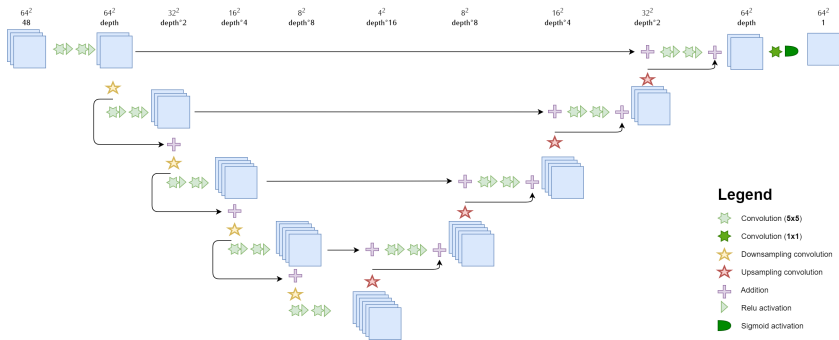 64² 64² 32² 16² 8² 4² 8² 16² 32² 64² 64²
48 depth depth*2 depth*4 depth*8 depth*16 depth*8 depth*4 depth*2 depth 1
Legend
Convolution (5x5)
Convolution (1x1)
Downsampling convolution
Upsampling convolution
Addition
Relu activation
Sigmoid activation